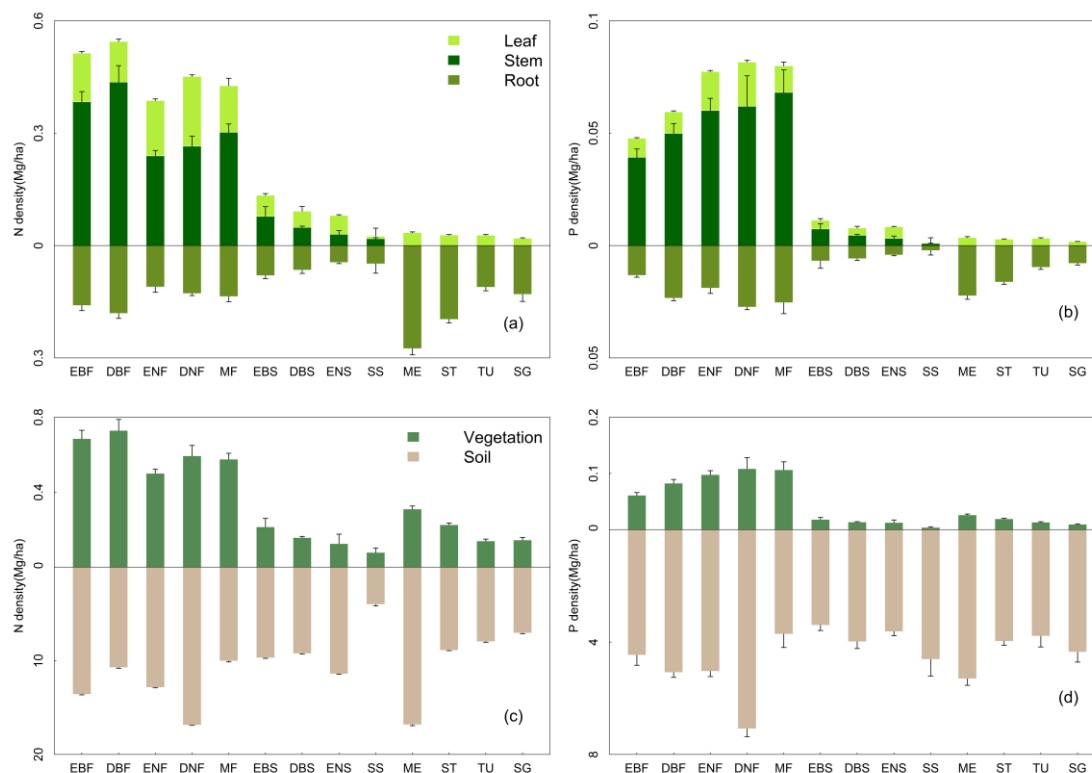 0.6
0.3
0
0.3
N density(Mg/ha)
Leaf
Stem
Root
(a)
EBF DBF ENF DNF MF EBS DBS ENS SS ME ST TU SG
0.1
0.05
0
0.05
P density(Mg/ha)
(b)
EBF DBF ENF DNF MF EBS DBS ENS SS ME ST TU SG
0.8
0.4
0
10
20
N density(Mg/ha)
Vegetation
Soil
(c)
EBF DBF ENF DNF MF EBS DBS ENS SS ME ST TU SG
0.2
0.1
0
4
8
P density(Mg/ha)
(d)
EBF DBF ENF DNF MF EBS DBS ENS SS ME ST TU SG